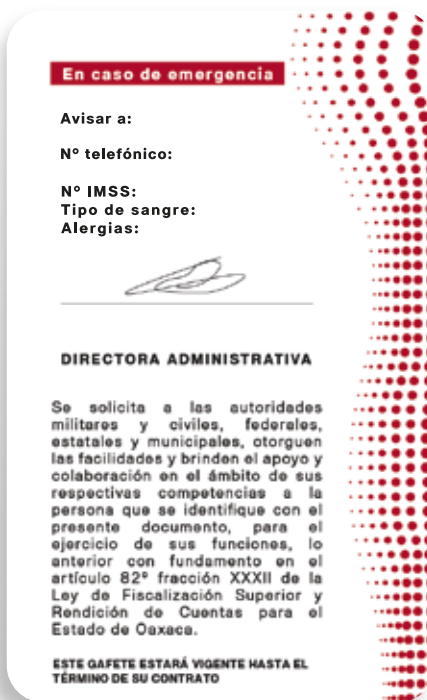 En caso de emergencia
Avisar a:
Nº telefónico:
Nº IMSS:
Tipo de sangre:
Alergias:
DIRECTORA ADMINISTRATIVA
Se solicita a las autoridades
militares y civiles, federales,
estatales y municipales, otorguen
las facilidades y brinden el apoyo y
colaboración en el ámbito de sus
respectivas competencias a la
persona que se identifique con el
presente documento, para el
ejercicio de sus funciones, lo
anterior con fundamento en el
artículo 82º fracción XXXII de la
Ley de Fiscalización Superior y
Rendición de Cuentas para el
Estado de Oaxaca.
ESTE GAFETE ESTARÁ VIGENTE HASTA EL
TÉRMINO DE SU CONTRATO